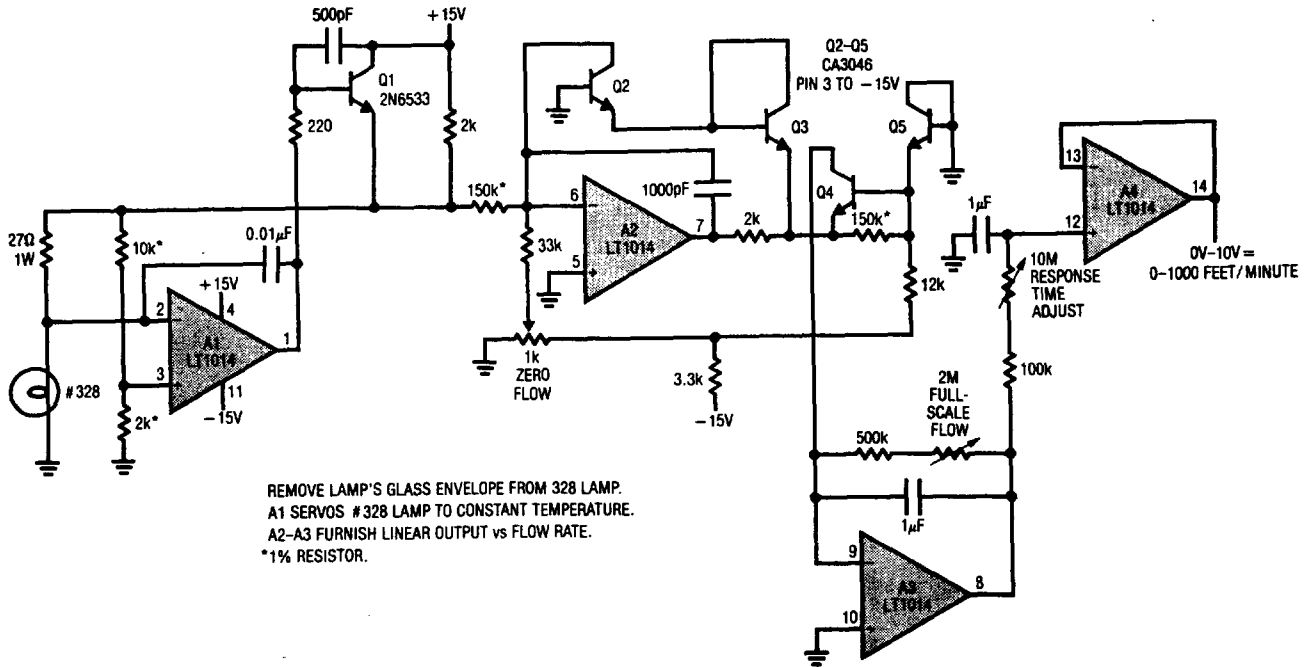 500pF
+15V
Q1
2N6533
220
2k
27Ω
1W
10k*
0.01µF
+15V
2
4
A1
LT1014
1
3
11
-15V
#328
2k*
150k*
Q2
Q3
Q2-Q5
CA3046
PIN 3 TO -15V
Q5
Q4
1000pF
6
A2
LT1014
7
5
2k
150k*
33k
12k
1k
ZERO
FLOW
3.3k
-15V
1µF
13
A4
LT1014
14
12
0V-10V =
0-1000 FEET/MINUTE
10M
RESPONSE
TIME
ADJUST
100k
2M
FULL-
SCALE
FLOW
500k
1µF
9
A3
LT1014
8
10
REMOVE LAMP'S GLASS ENVELOPE FROM 328 LAMP.
A1 SERVOS #328 LAMP TO CONSTANT TEMPERATURE.
A2-A3 FURNISH LINEAR OUTPUT vs FLOW RATE.
*1% RESISTOR.